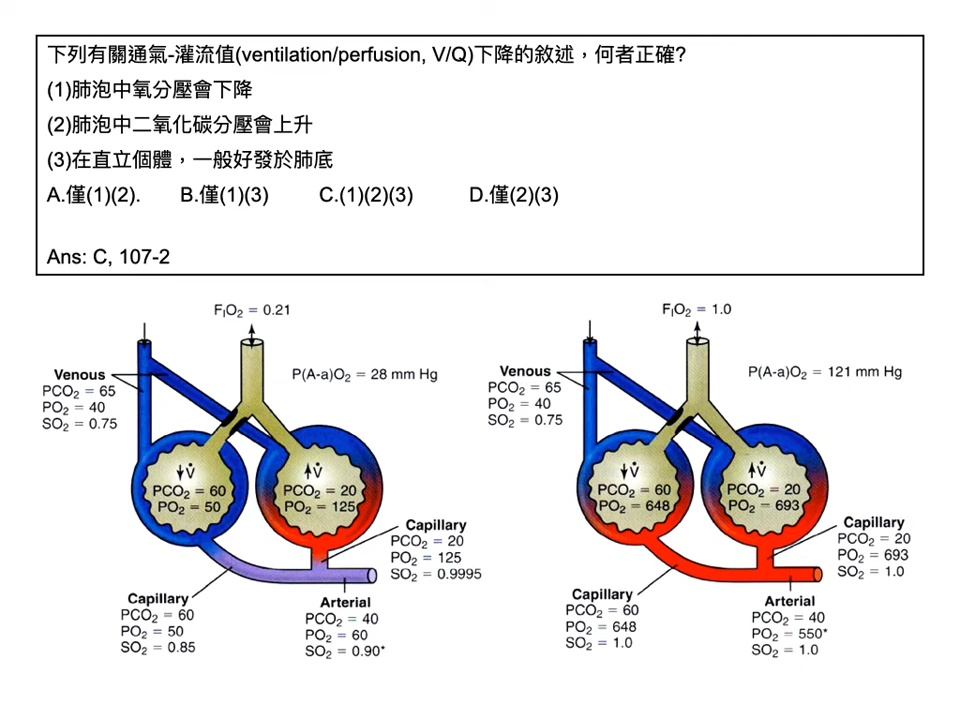 下列有關通氣-灌流值(ventilation/perfusion, V/Q)下降的敘述，何者正確?
(1)肺泡中氧分壓會下降
(2)肺泡中二氧化碳分壓會上升
(3)在直立個體，一般好發於肺底
A.僅(1)(2). B.僅(1)(3) C.(1)(2)(3) D.僅(2)(3)
Ans: C, 107-2
FIO2 = 0.21
P(A-a)O2 = 28 mm Hg
Venous
PCO2 = 65
PO2 = 40
SO2 = 0.75
↓V̇
PCO2 = 60
PO2 = 50
↑V̇
PCO2 = 20
PO2 = 125
Capillary
PCO2 = 20
PO2 = 125
SO2 = 0.9995
Capillary
PCO2 = 60
PO2 = 50
SO2 = 0.85
Arterial
PCO2 = 40
PO2 = 60
SO2 = 0.90*
FIO2 = 1.0
P(A-a)O2 = 121 mm Hg
Venous
PCO2 = 65
PO2 = 40
SO2 = 0.75
↓V̇
PCO2 = 60
PO2 = 648
↑V̇
PCO2 = 20
PO2 = 693
Capillary
PCO2 = 20
PO2 = 693
SO2 = 1.0
Capillary
PCO2 = 60
PO2 = 648
SO2 = 1.0
Arterial
PCO2 = 40
PO2 = 550*
SO2 = 1.0